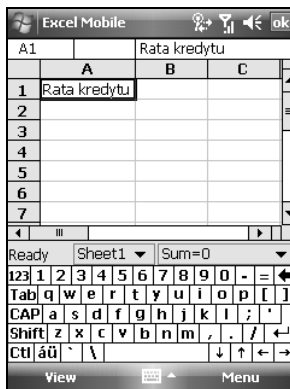 Excel Mobile ok
A1 Rata kredytu
A B C
1 Rata kredytu
2
3
4
5
6
7
Ready Sheet1 Sum=0
123 1 2 3 4 5 6 7 8 9 0 - =
Tab q w e r t y u i o p [ ]
CAP a s d f g h j k l ; '
Shift z x c v b n m , . /
Ctl áü ` \
View Menu